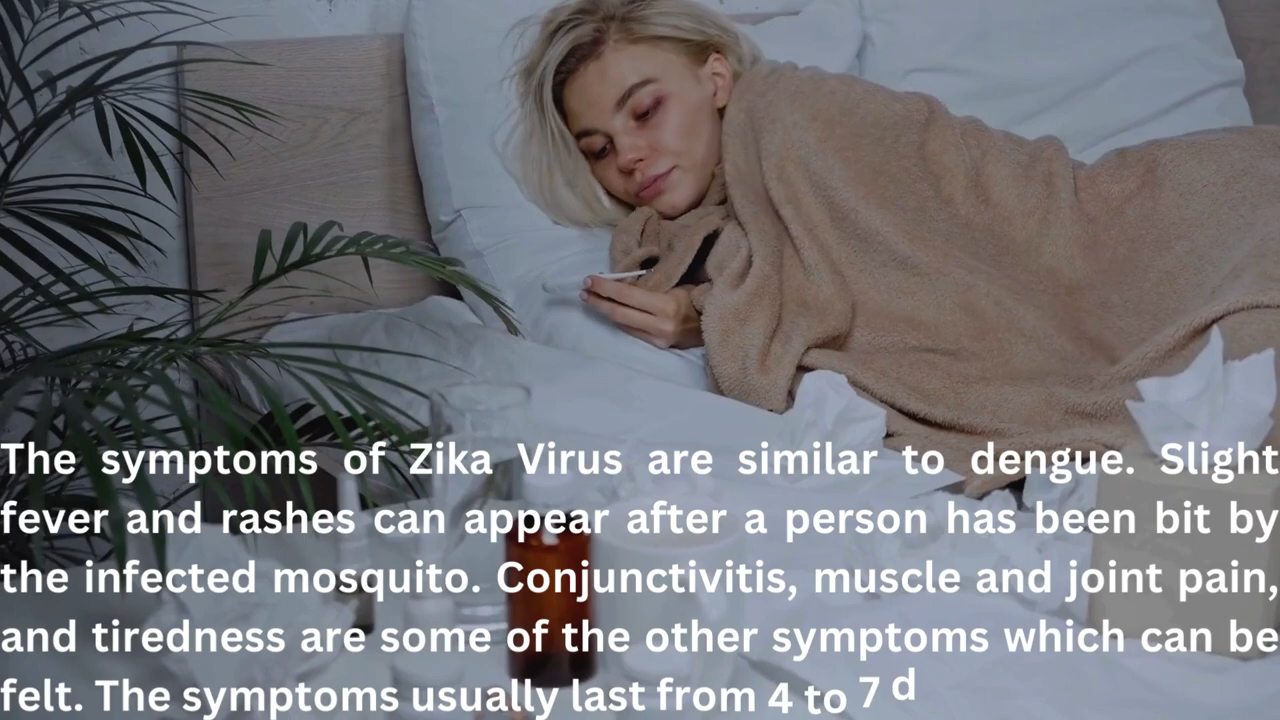 The symptoms of Zika Virus are similar to dengue. Slight
fever and rashes can appear after a person has been bit by
the infected mosquito. Conjunctivitis, muscle and joint pain,
and tiredness are some of the other symptoms which can be
felt. The symptoms usually last from 4 to 7 d